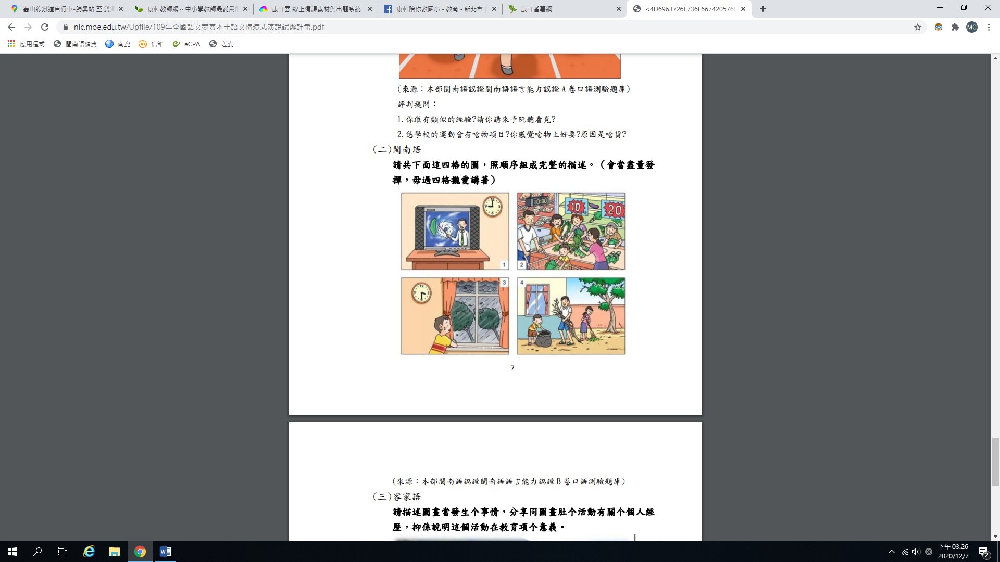 舊山線鐵道自行車-勝興站 至 雙
康軒教師網～中小學教師最愛用
康軒雲 線上備課素材與出題系統
康軒陪你教國小 - 教育 - 新北市
康軒番薯網
<4D6963726F736F667420576F
nlc.moe.edu.tw/Upfile/109年全國語文競賽本土語文情境式演說試辦計畫.pdf
MC
應用程式
閩南語辭典
南資
信箱
eCPA
差勤
(來源：本部閩南語認證閩南語語言能力認證 A 卷口語測驗題庫)
評判提問：
1.你敢有類似的經驗?請你講來予阮聽看覓?
2.恁學校的運動會有啥物項目?你感覺啥物上好耍?原因是啥貨?
(二)閩南語
請共下面這四格的圖，照順序組成完整的描述。（會當盡量發
揮，毋過四格攏愛講著）
12
9
3
6
1
10:30
10
20
2
12
9
3
6
3
4
7
(來源：本部閩南語認證閩南語語言能力認證 B 卷口語測驗題庫)
(三)客家語
請描述圖畫當發生个事情，分享同圖畫肚个活動有關个個人經
歷，抑係說明這個活動在教育項个意義。
下午 03:26
2020/12/7
2